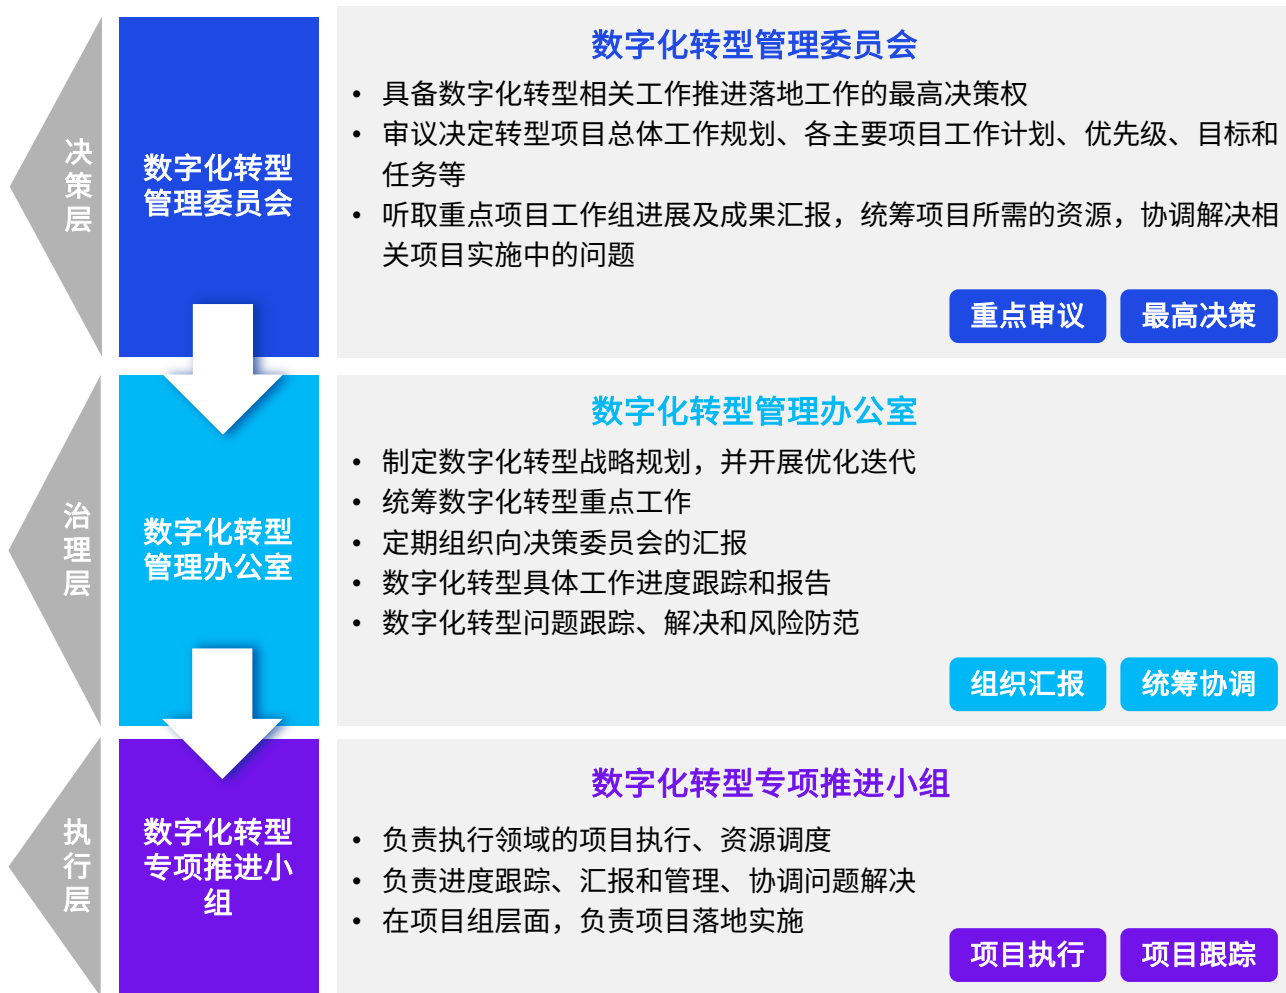 决
策
层
数字化转型
管理委员会
数字化转型管理委员会
• 具备数字化转型相关工作推进落地工作的最高决策权
• 审议决定转型项目总体工作规划、各主要项目工作计划、优先级、目标和
任务等
• 听取重点项目工作组进展及成果汇报，统筹项目所需的资源，协调解决相
关项目实施中的问题
重点审议 最高决策
治
理
层
数字化转型
管理办公室
数字化转型管理办公室
• 制定数字化转型战略规划，并开展优化迭代
• 统筹数字化转型重点工作
• 定期组织向决策委员会的汇报
• 数字化转型具体工作进度跟踪和报告
• 数字化转型问题跟踪、解决和风险防范
组织汇报 统筹协调
执
行
层
数字化转型
专项推进小
组
数字化转型专项推进小组
• 负责执行领域的项目执行、资源调度
• 负责进度跟踪、汇报和管理、协调问题解决
• 在项目组层面，负责项目落地实施
项目执行 项目跟踪